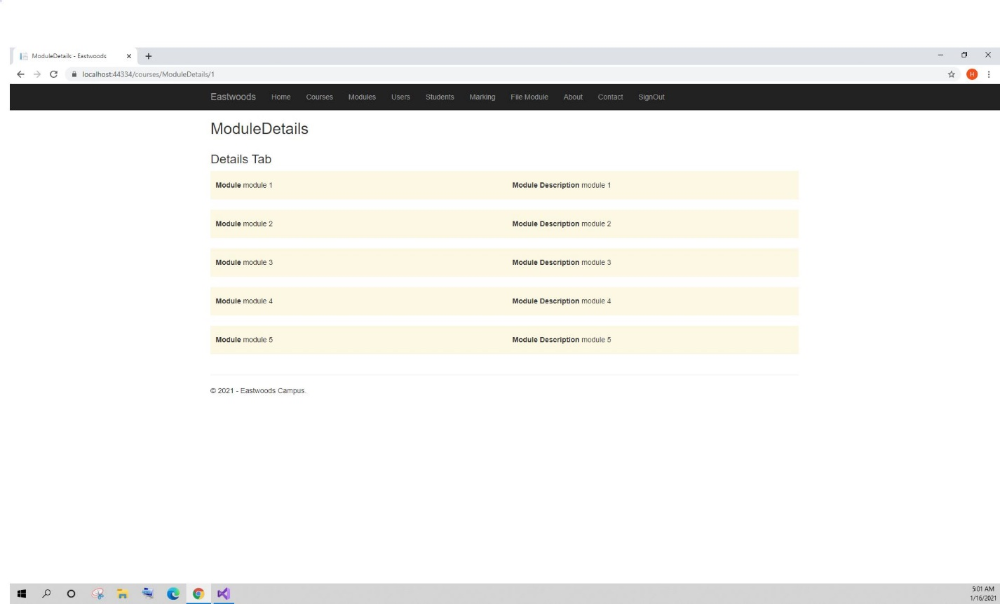 ModuleDetails - Eastwoods
localhost:44334/courses/ModuleDetails/1
H
Eastwoods Home Courses Modules Users Students Marking File Module About Contact SignOut
ModuleDetails
Details Tab
Module module 1 Module Description module 1
Module module 2 Module Description module 2
Module module 3 Module Description module 3
Module module 4 Module Description module 4
Module module 5 Module Description module 5
© 2021 - Eastwoods Campus.
5:01 AM
1/16/2021